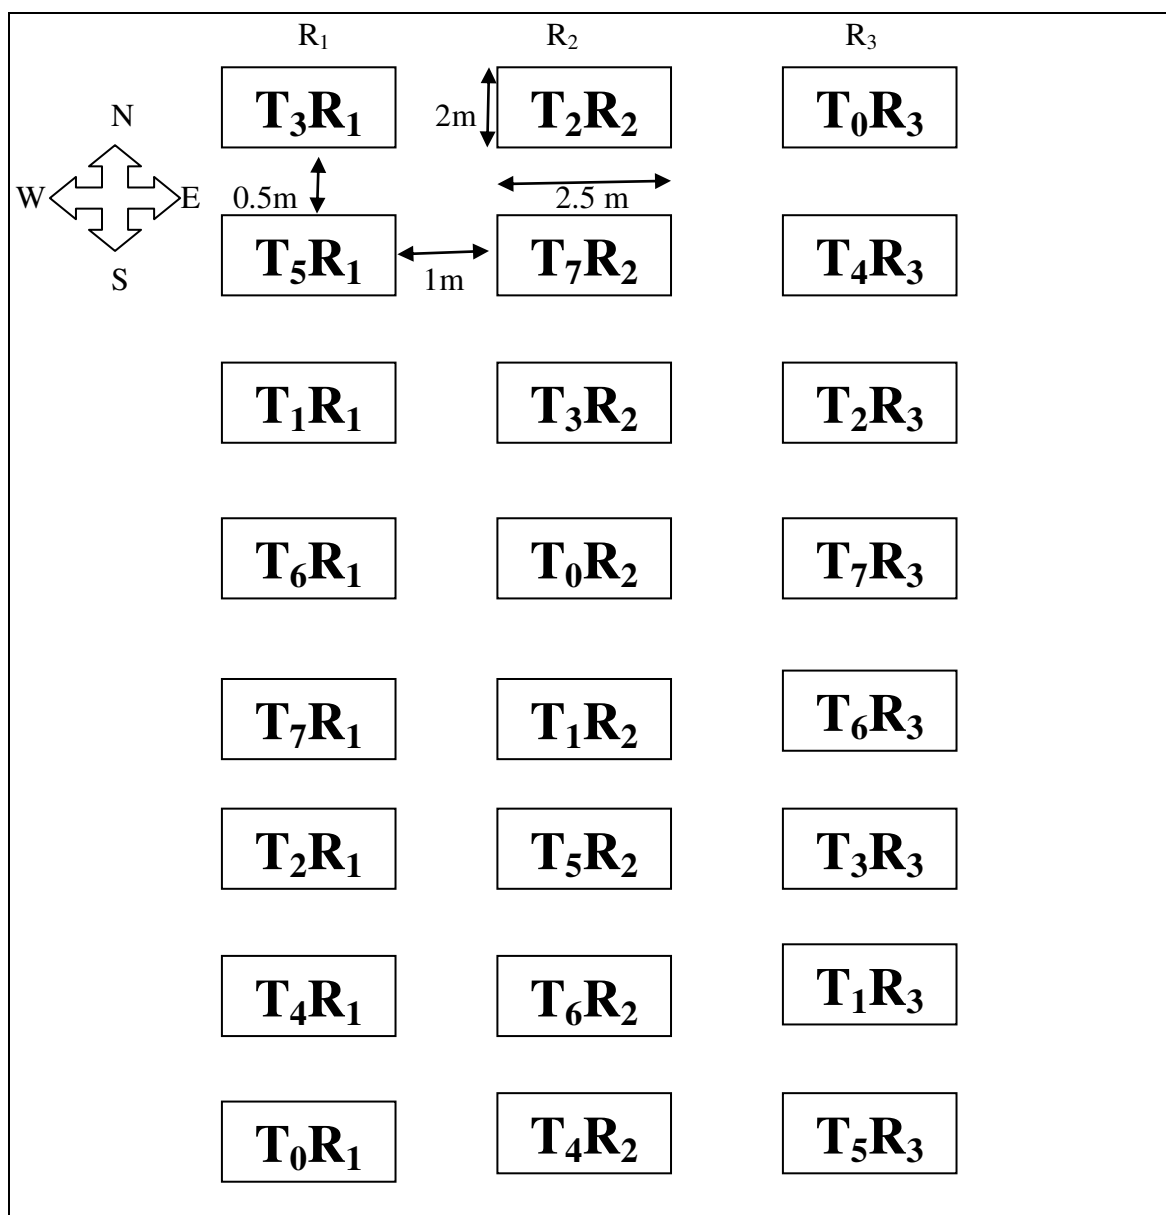 R₁ R₂ R₃
T₃R₁ T₂R₂ T₀R₃
N 2m
W E 0.5m 2.5 m
T₅R₁ T₇R₂ T₄R₃
S 1m
T₁R₁ T₃R₂ T₂R₃
T₆R₁ T₀R₂ T₇R₃
T₇R₁ T₁R₂ T₆R₃
T₂R₁ T₅R₂ T₃R₃
T₄R₁ T₆R₂ T₁R₃
T₀R₁ T₄R₂ T₅R₃